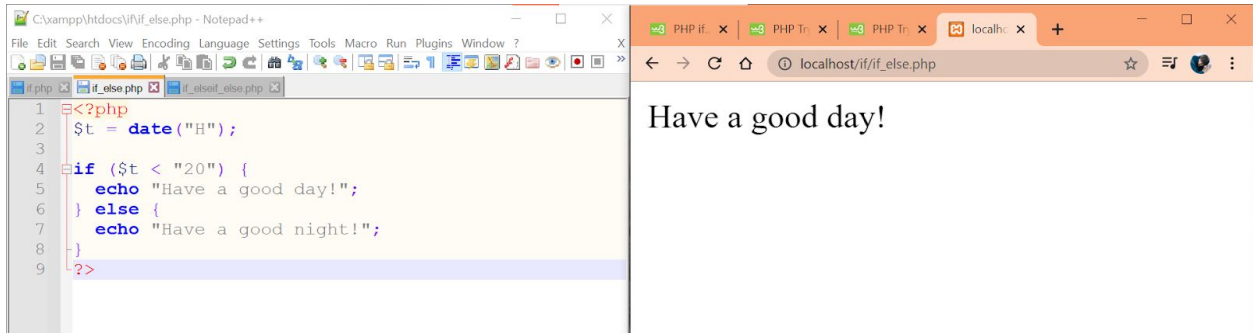 C:\xampp\htdocs\if\if_else.php - Notepad++
File Edit Search View Encoding Language Settings Tools Macro Run Plugins Window ? X
if php if_else.php if_elseif_else php
1 <?php
2 $t = date("H");
3
4 if ($t < "20") {
5 echo "Have a good day!";
6 } else {
7 echo "Have a good night!";
8 }
9 ?>
PHP if. PHP Try PHP Try localho
localhost/if/if_else.php
Have a good day!